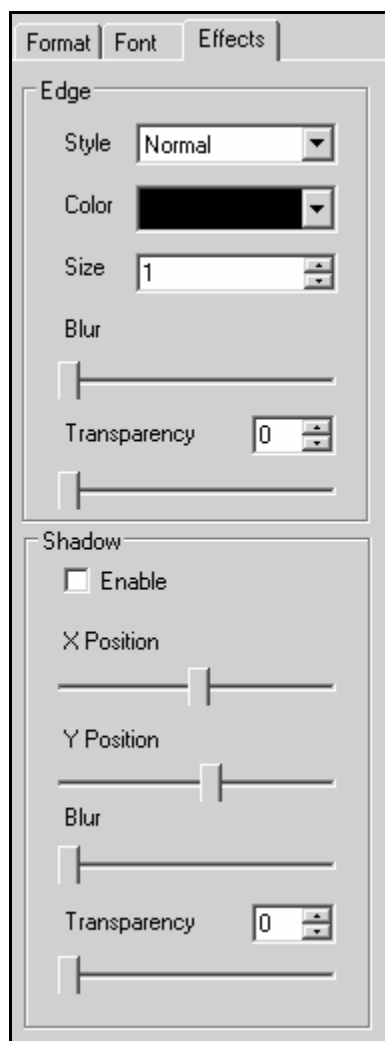 Format Font Effects
Edge
Style Normal
Color
Size 1
Blur
Transparency 0
Shadow
Enable
X Position
Y Position
Blur
Transparency 0